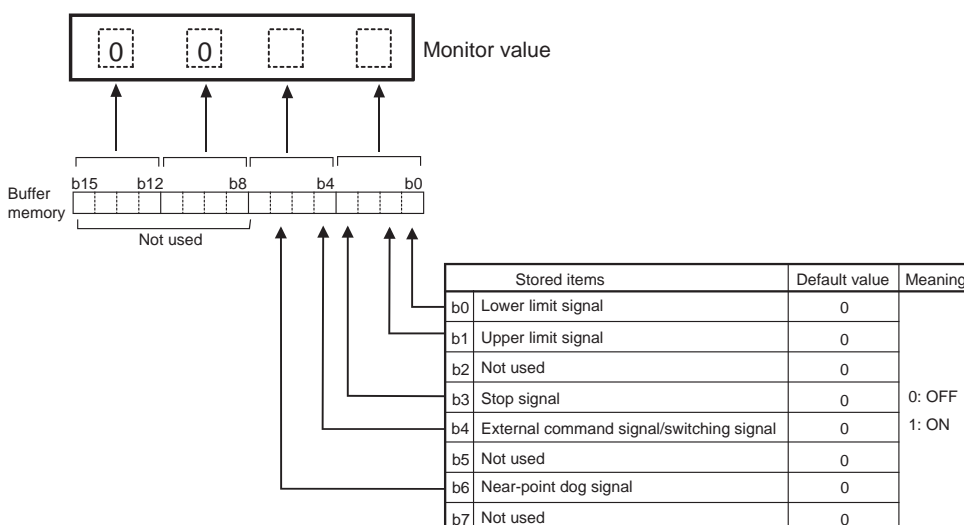 0 0
Monitor value
Buffer
memory
b15 b12 b8 b4 b0
Not used
Stored items Default value Meaning
b0 Lower limit signal 0
b1 Upper limit signal 0
b2 Not used 0
b3 Stop signal 0 0: OFF
b4 External command signal/switching signal 0 1: ON
b5 Not used 0
b6 Near-point dog signal 0
b7 Not used 0